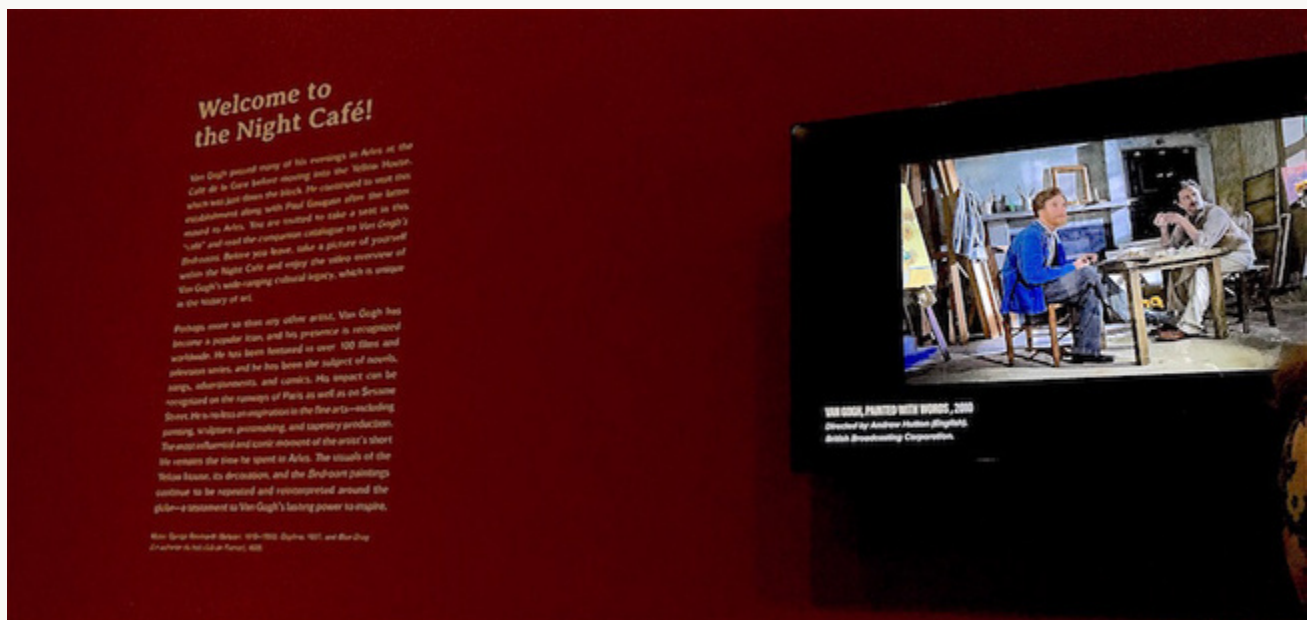 Welcome to
the Night Café!
Van Gogh passed many of his evenings in Arles at the
Café de la Gare before moving into the Yellow House,
which was just down the block. He continued to visit this
establishment along with Paul Gauguin after the latter
moved to Arles. You are invited to take a seat in this
"café" and read the companion catalogue to Van Gogh's
Bedrooms. Before you leave, take a picture of yourself
within the Night Café and enjoy the video overview of
Van Gogh's wide-ranging cultural legacy, which is unique
in the history of art.
Perhaps more so than any other artist, Van Gogh has
become a popular icon, and his presence is recognized
worldwide. He has been featured in over 100 films and
television series, and he has been the subject of novels,
songs, advertisements, and comics. His impact can be
recognized on the runways of Paris as well as on Sesame
Street. He is no less an inspiration in the fine arts—including
painting, sculpture, printmaking, and tapestry production.
The most influential and iconic moment of the artist's short
life remains the time he spent in Arles. The visuals of the
Yellow House, its decoration, and the Bedroom paintings
continue to be repeated and reinterpreted around the
globe—a testament to Van Gogh's lasting power to inspire.
Music: Django Reinhardt 1937, and
VAN GOGH, PAINTED WITH WORDS, 2010
Directed by Andrew Hutton (English).
British Broadcasting Corporation.